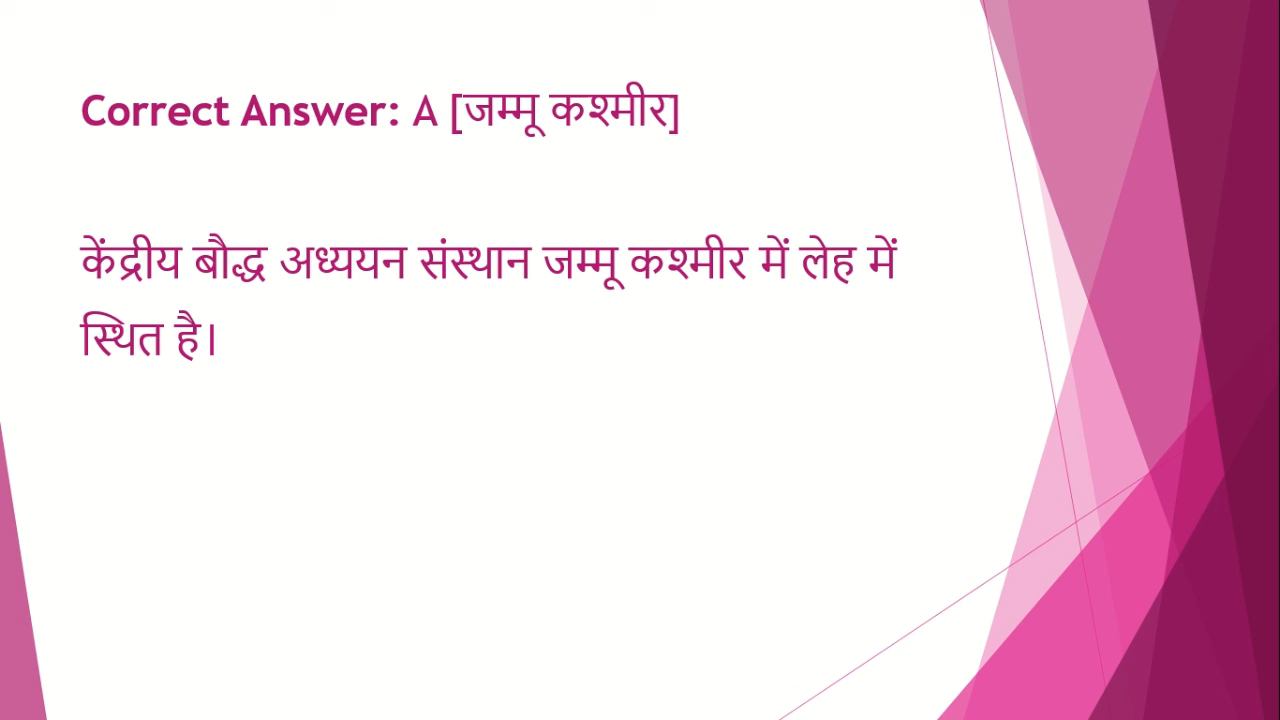 Correct Answer: A [जम्मू कश्मीर]
केंद्रीय बौद्ध अध्ययन संस्थान जम्मू कश्मीर में लेह में
स्थित है।